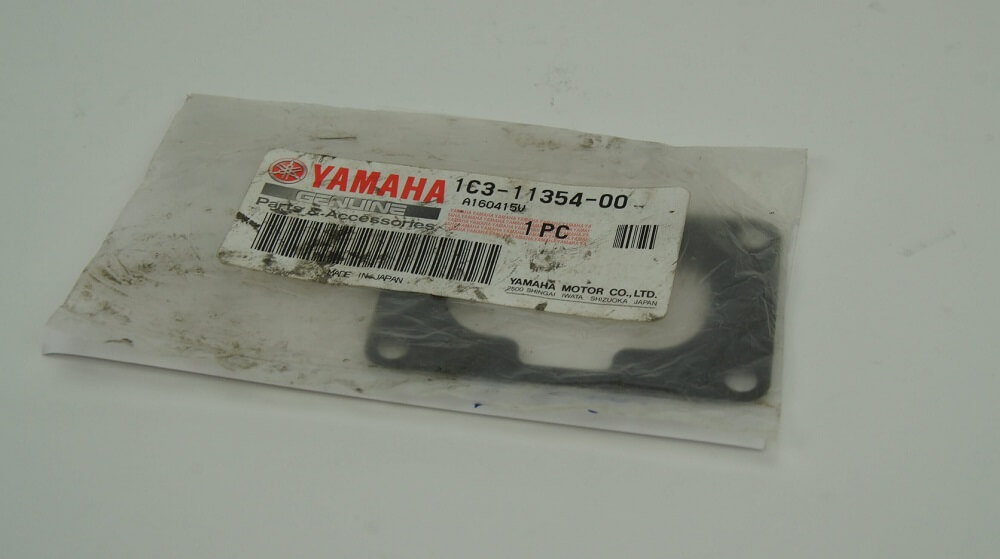 YAMAHA
GENUINE
Parts & Accessories
1C3-11354-00
A160415V
1 PC
MADE IN JAPAN
YAMAHA MOTOR CO.,LTD.
2500 SHINGAI IWATA SHIZUOKA JAPAN